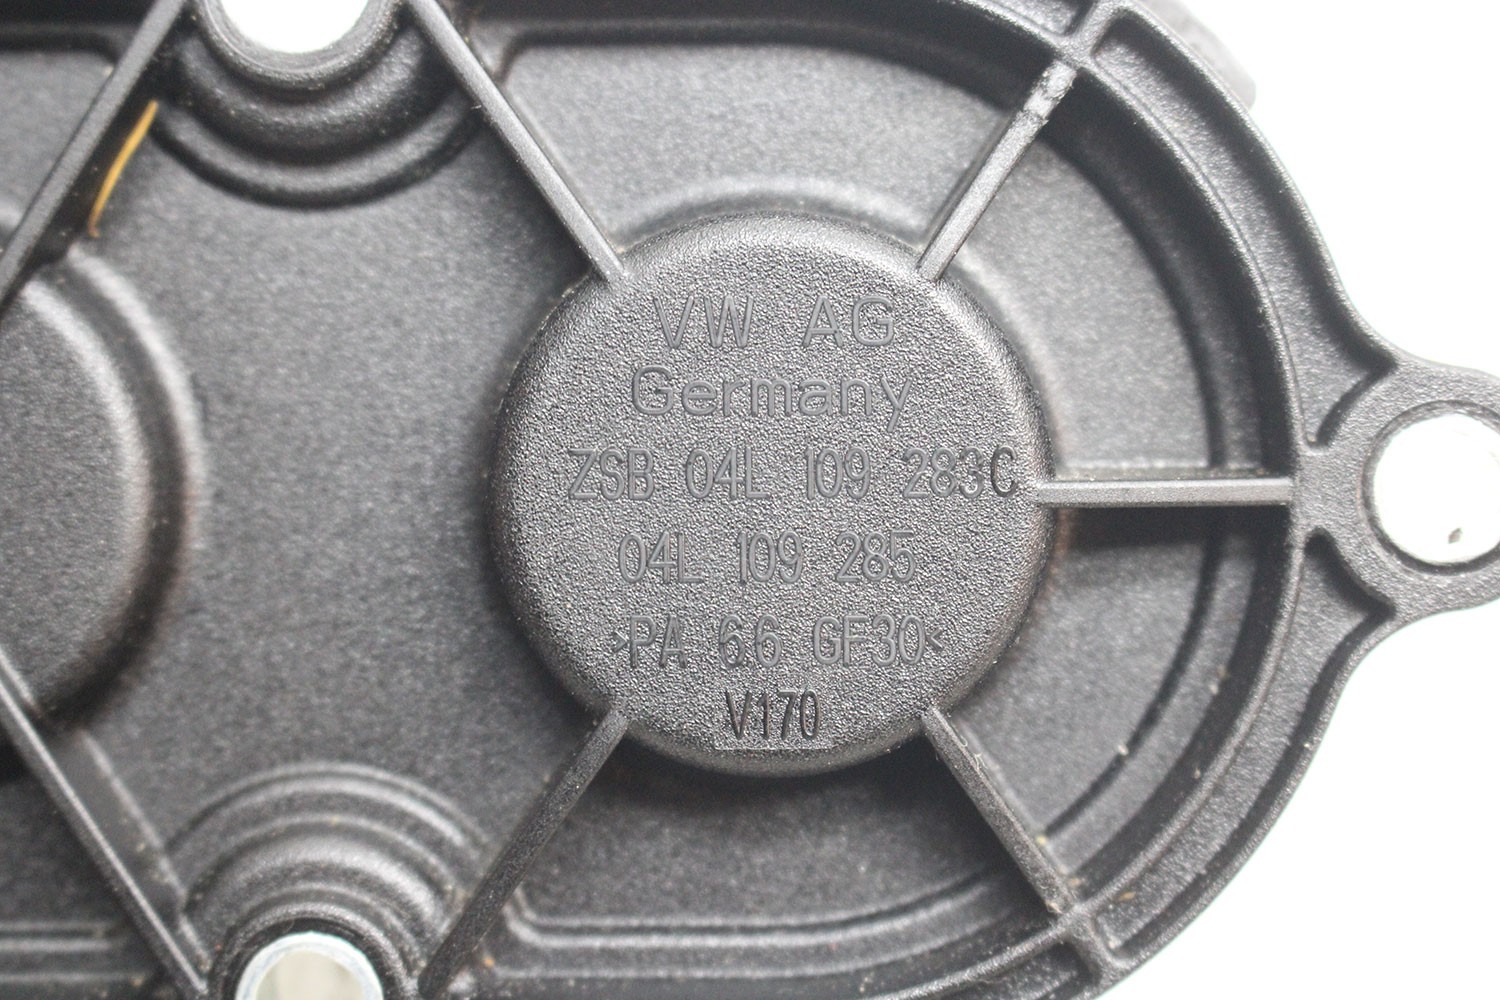 VW AG
Germany
ZSB 04L 109 283C
04L 109 285
>PA 66 GF30<
V170